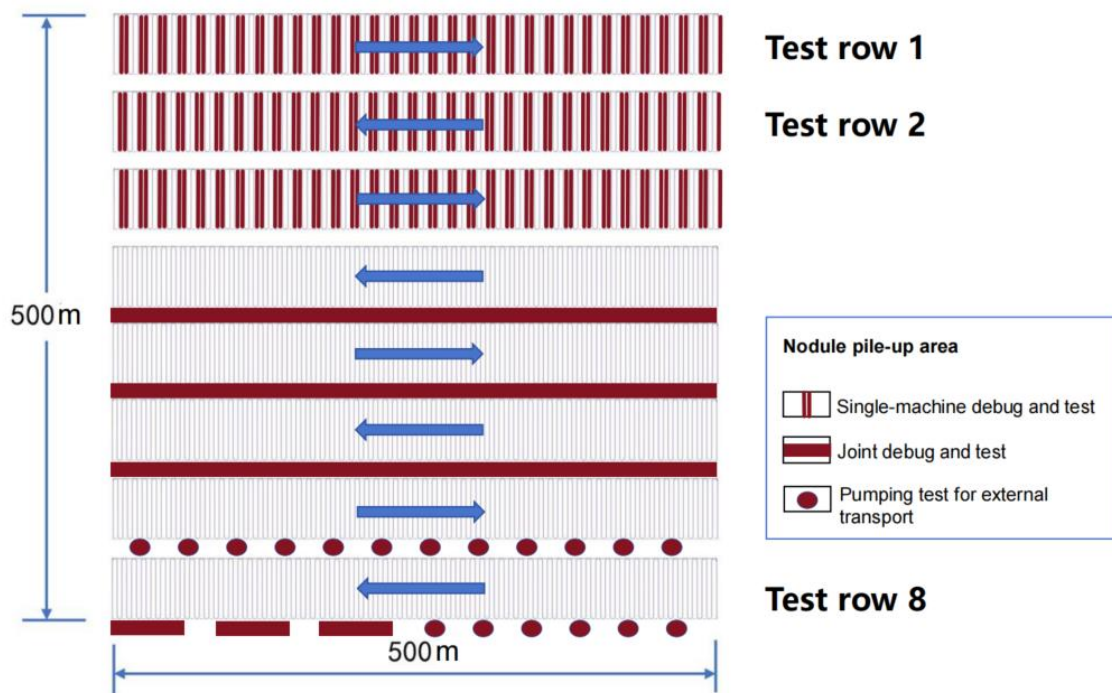 Test row 1
Test row 2
500m
Nodule pile-up area
Single-machine debug and test
Joint debug and test
Pumping test for external
transport
Test row 8
500m